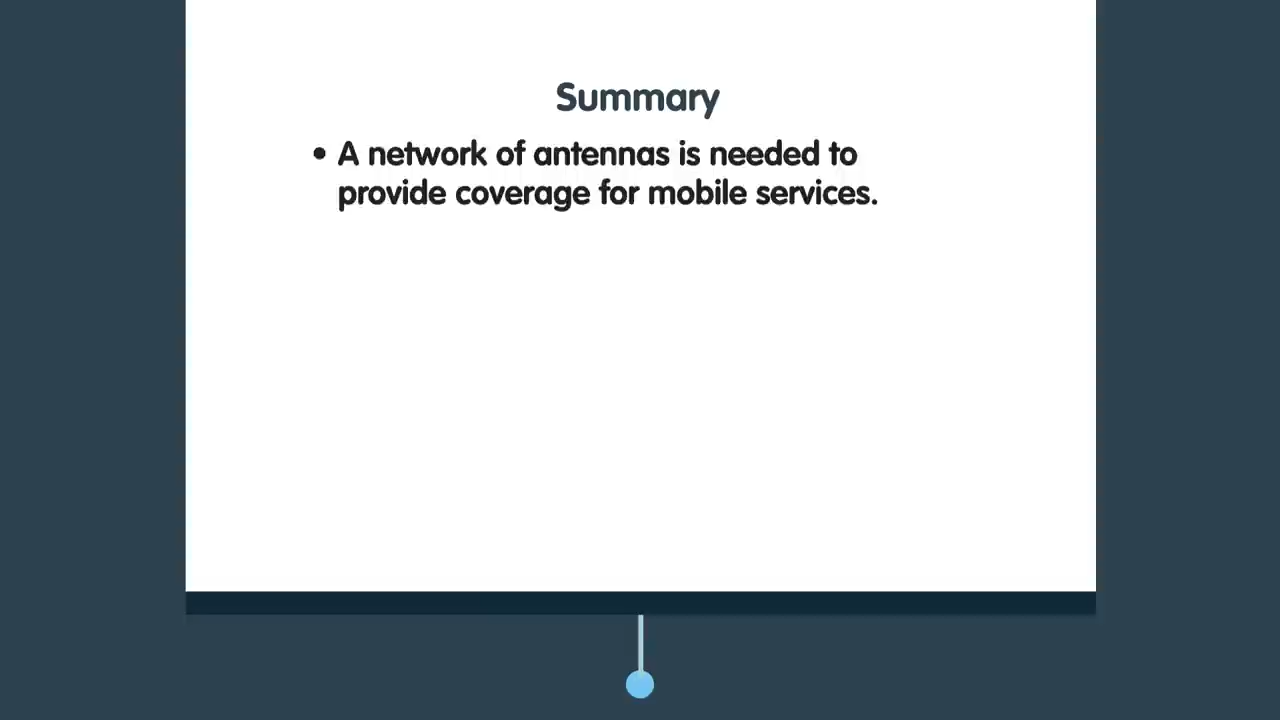 Summary
• A network of antennas is needed to
provide coverage for mobile services.